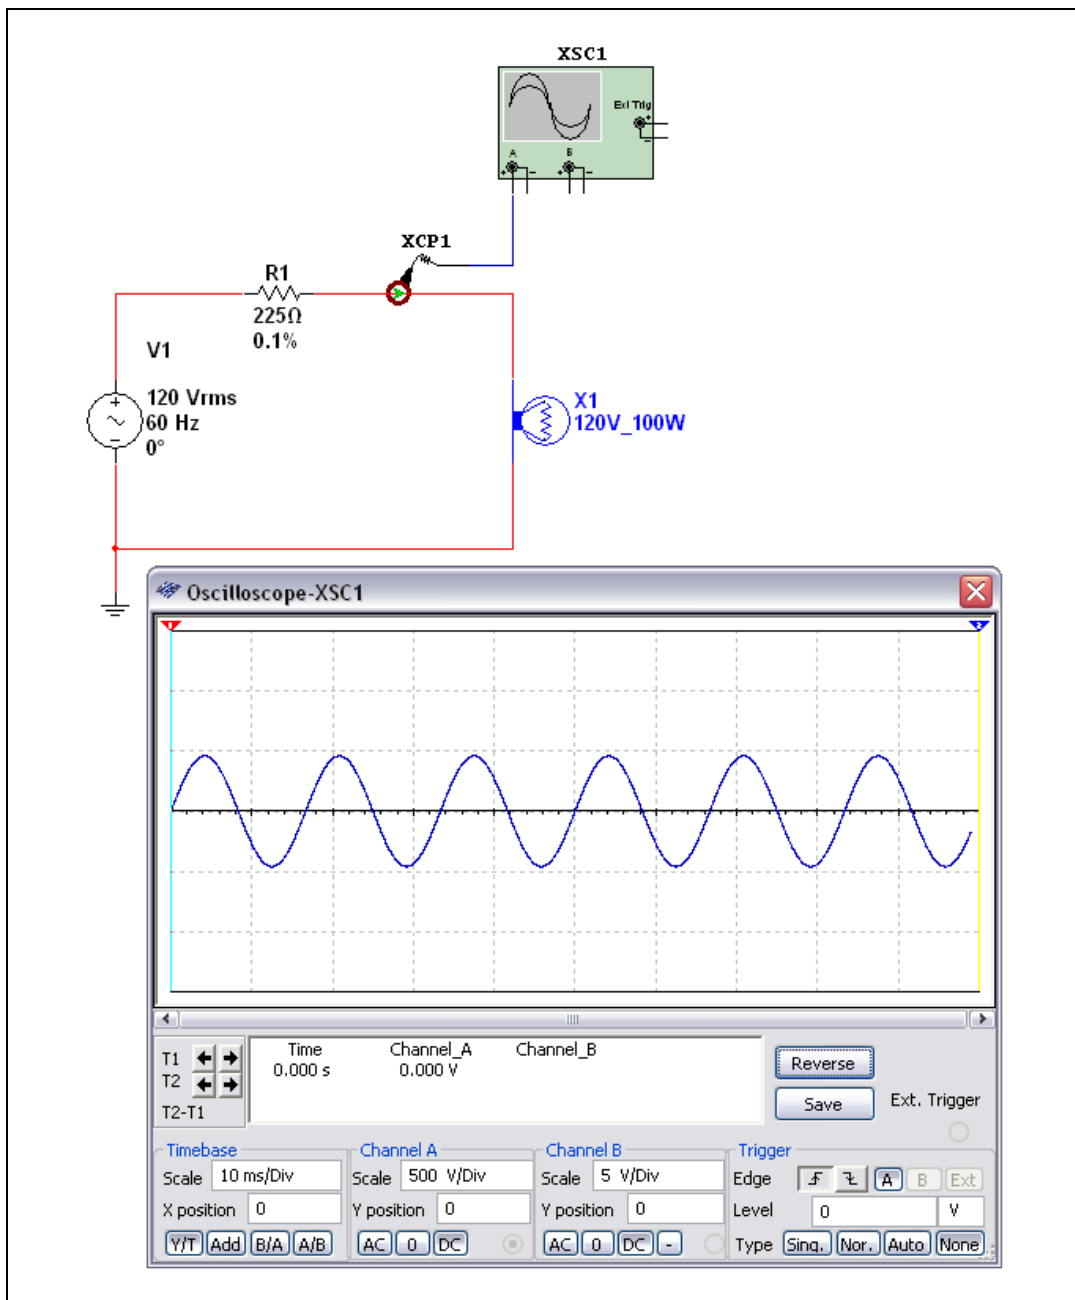 XSC1
Ext Trig
+
−
A
B
+ − + −
XCP1
R1
225Ω
0.1%
V1
120 Vrms
60 Hz
0°
X1
120V_100W
Oscilloscope-XSC1
1 2
T1
T2
T2-T1
Time Channel_A Channel_B
0.000 s 0.000 V
Reverse
Save
Ext. Trigger
Timebase
Scale 10 ms/Div
X position 0
Y/T Add B/A A/B
Channel A
Scale 500 V/Div
Y position 0
AC 0 DC
Channel B
Scale 5 V/Div
Y position 0
AC 0 DC -
Trigger
Edge A B Ext
Level 0 V
Type Sing. Nor. Auto None